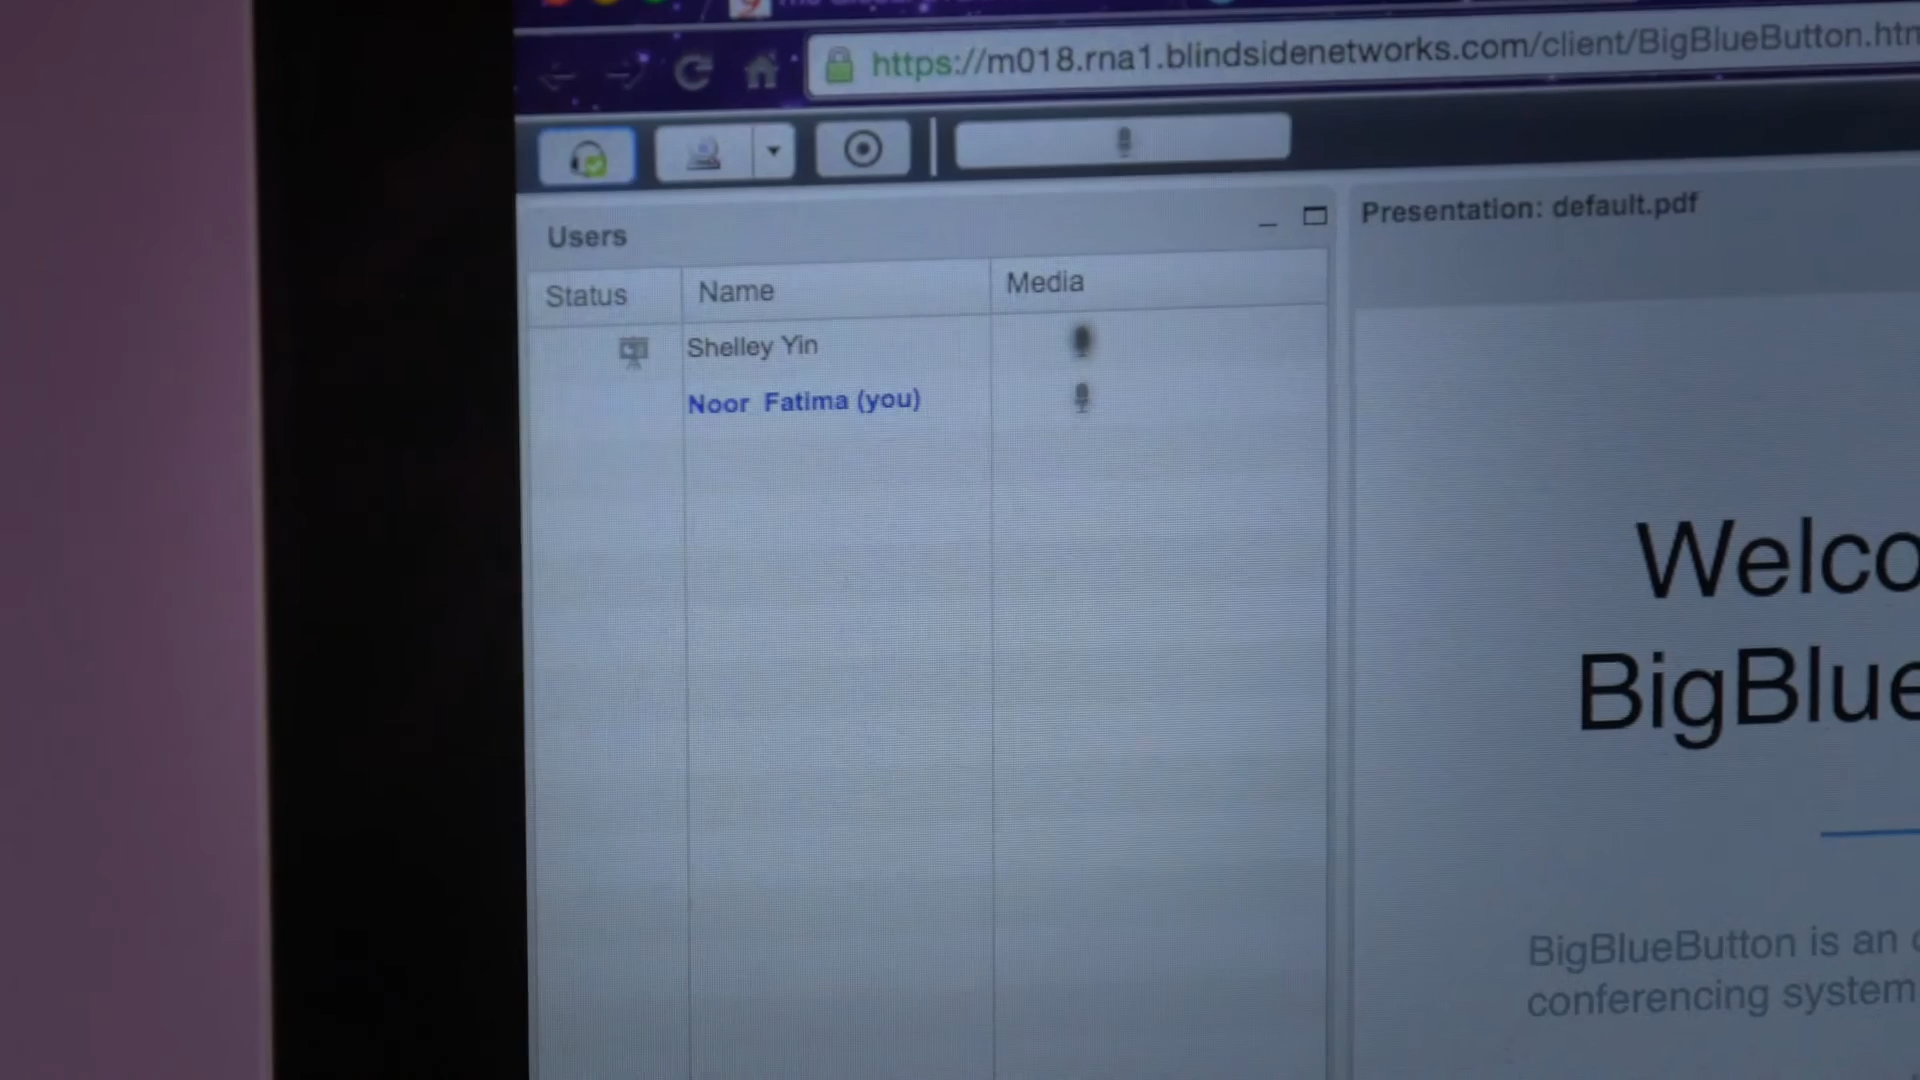 https://m018.rna1.blindsidenetworks.com/client/BigBlueButton.htm
Users
Presentation: default.pdf
Status Name Media
Shelley Yin
Noor Fatima (you)
Welco
BigBlue
BigBlueButton is an
conferencing system